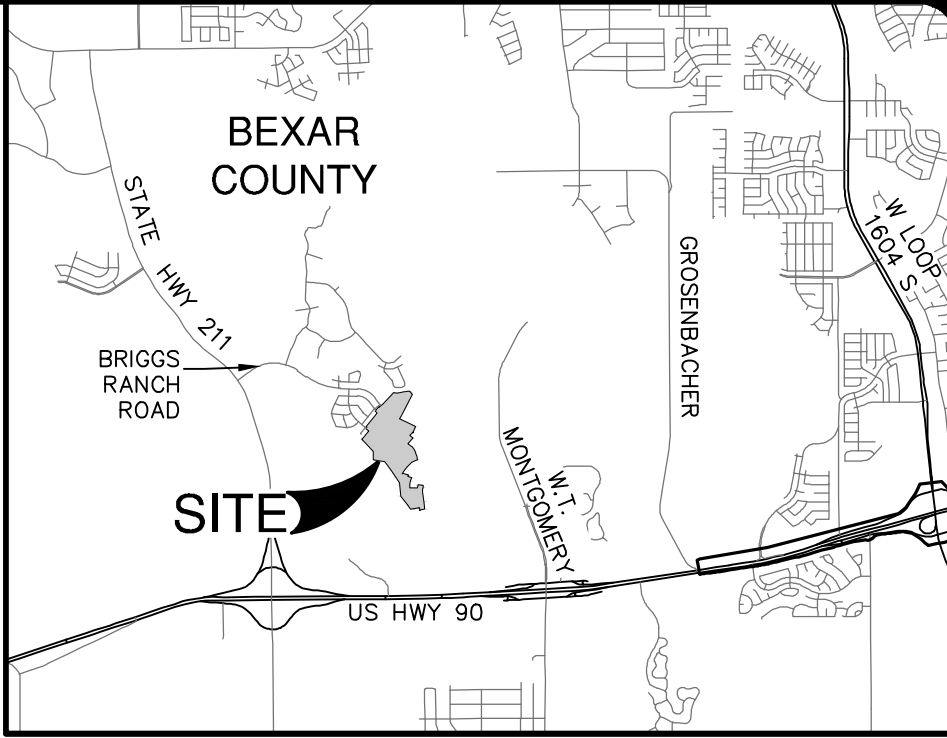 BEXAR
COUNTY
STATE HWY 211
W LOOP
1604 S
GROSENBACHER
BRIGGS
RANCH
ROAD
W.T.
MONTGOMERY
SITE
US HWY 90